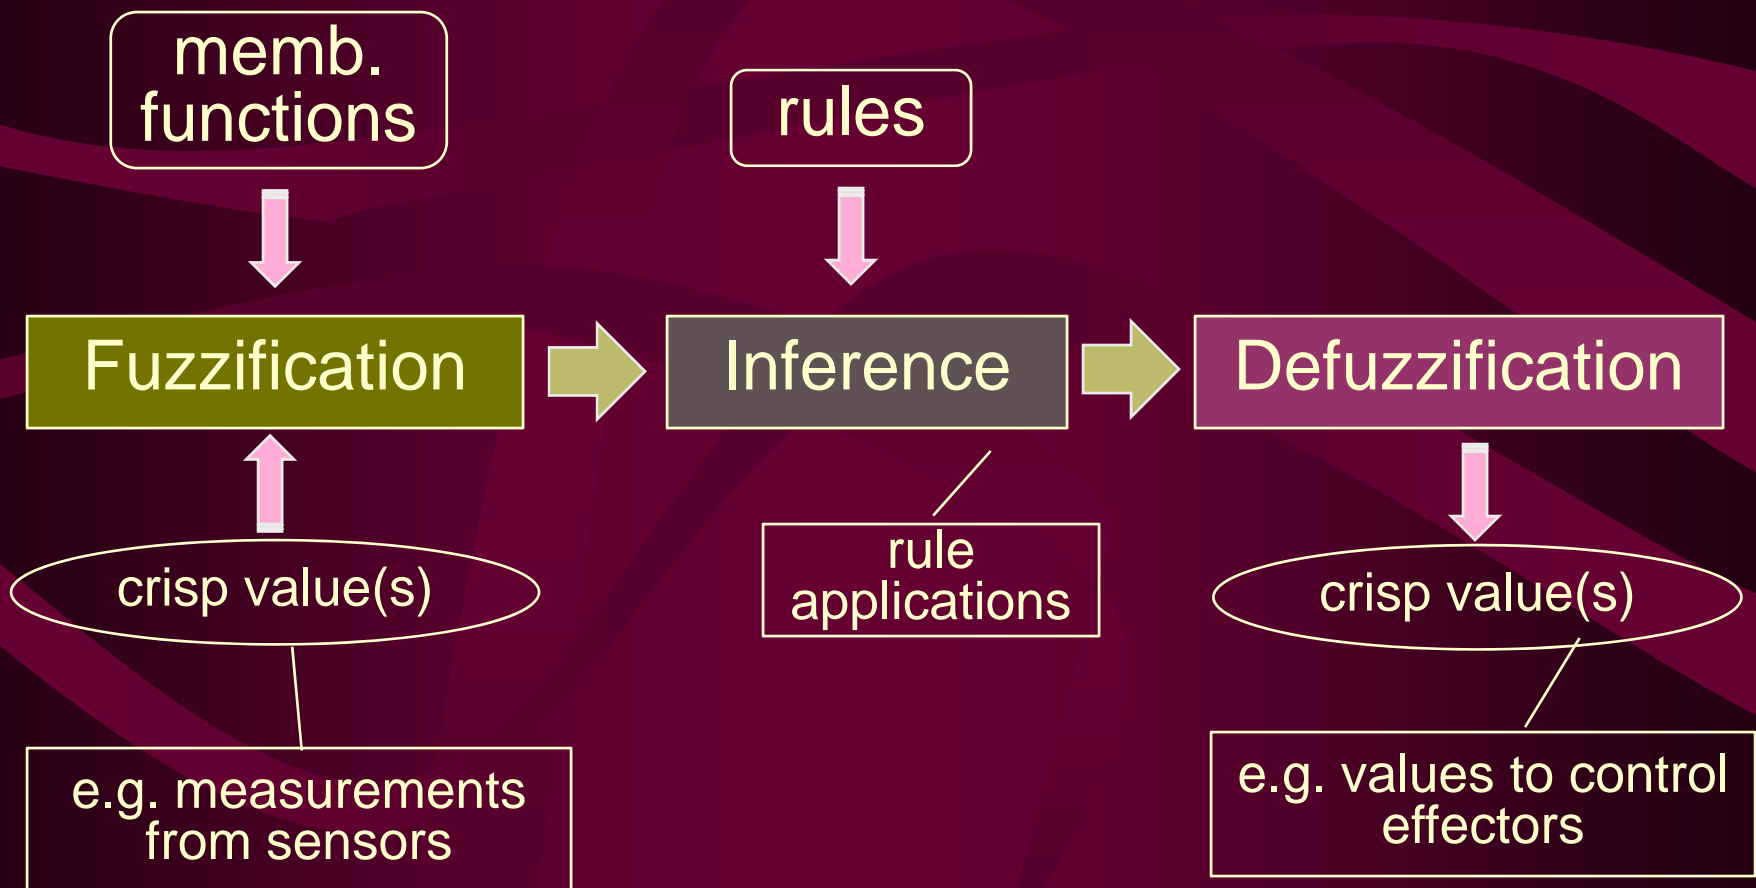 memb.
functions
rules
Fuzzification
Inference
Defuzzification
crisp value(s)
rule
applications
crisp value(s)
e.g. measurements
from sensors
e.g. values to control
effectors